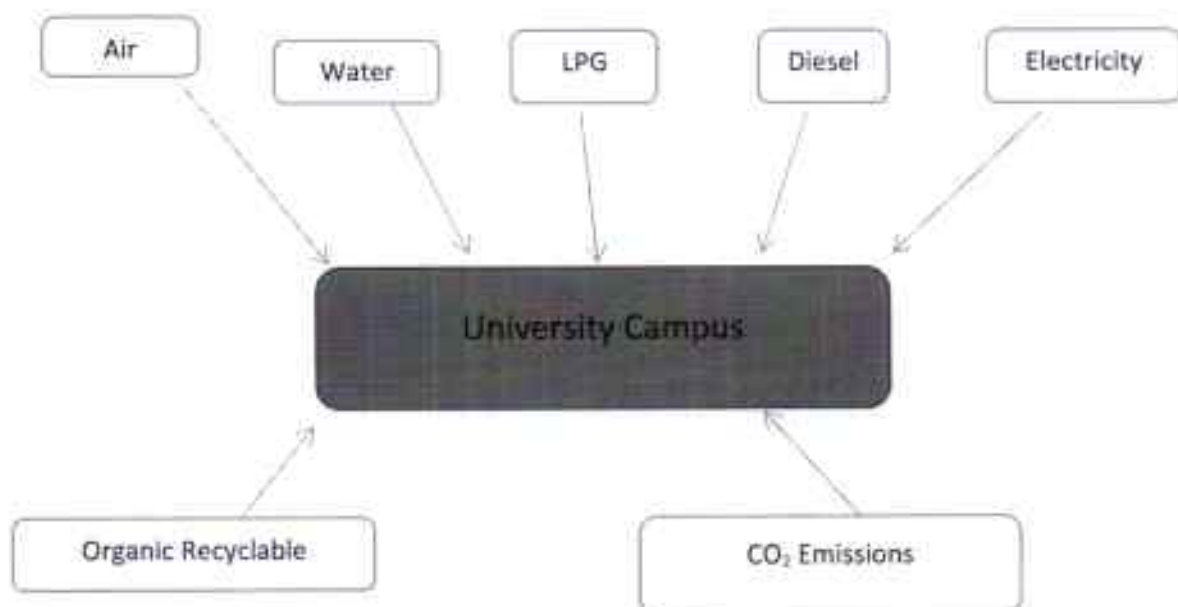 Air
Water
LPG
Diesel
Electricity
University Campus
Organic Recyclable
CO₂ Emissions